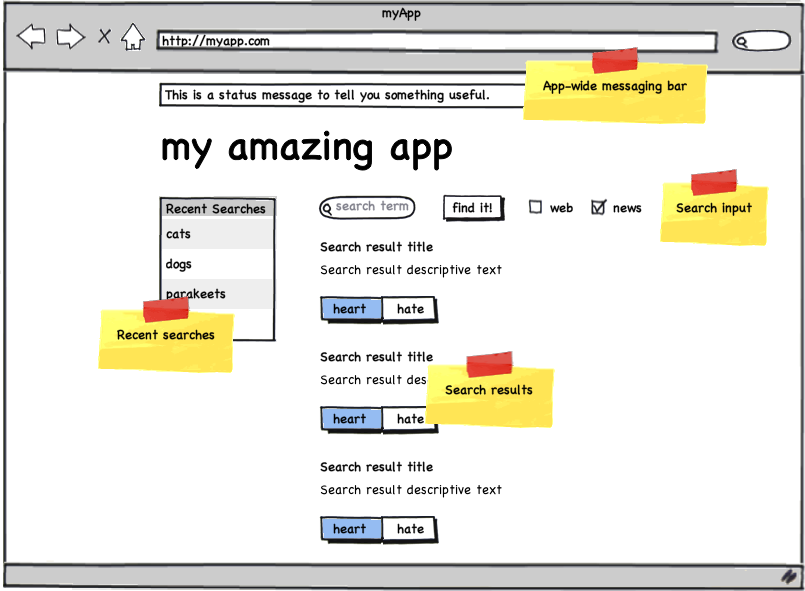 myApp
http://myapp.com
This is a status message to tell you something useful.
App-wide messaging bar
my amazing app
Recent Searches
cats
dogs
parakeets
Recent searches
search term
find it!
web
news
Search input
Search result title
Search result descriptive text
heart
hate
Search result title
Search result des
Search results
heart
hate
Search result title
Search result descriptive text
heart
hate